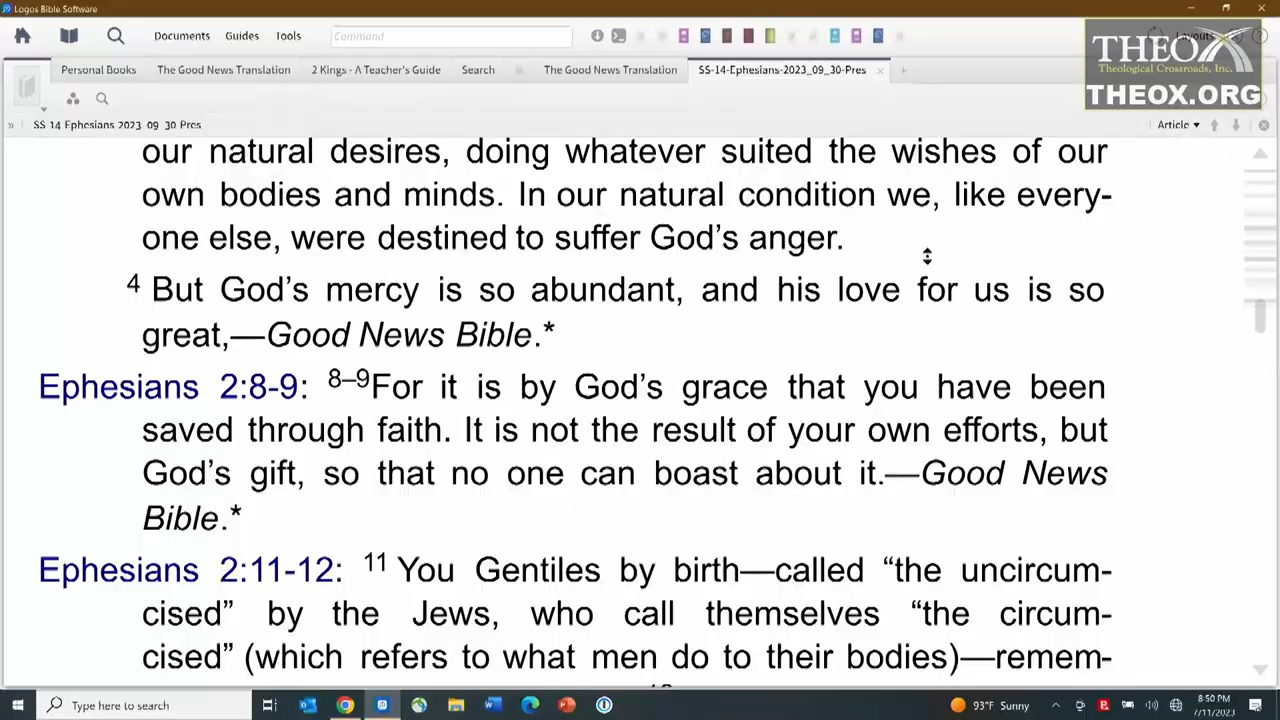 Logos Bible Software
Documents Guides Tools Command Layouts
THEOX
Theological Crossroads, Inc.
THEOX.ORG
Personal Books The Good News Translation 2 Kings - A Teacher's Guide The Good News Translation SS-14-Ephesians-2023_09_30-Pres
SS 14 Ephesians 2023 09 30 Pres Article
our natural desires, doing whatever suited the wishes of our
own bodies and minds. In our natural condition we, like every-
one else, were destined to suffer God's anger.
4 But God's mercy is so abundant, and his love for us is so
great,—Good News Bible.*
Ephesians 2:8-9: 8–9For it is by God's grace that you have been
saved through faith. It is not the result of your own efforts, but
God's gift, so that no one can boast about it.—Good News
Bible.*
Ephesians 2:11-12: 11 You Gentiles by birth—called “the uncircum-
cised” by the Jews, who call themselves “the circum-
cised” (which refers to what men do to their bodies)—remem-
Type here to search 93°F Sunny 8:50 PM
7/11/2023